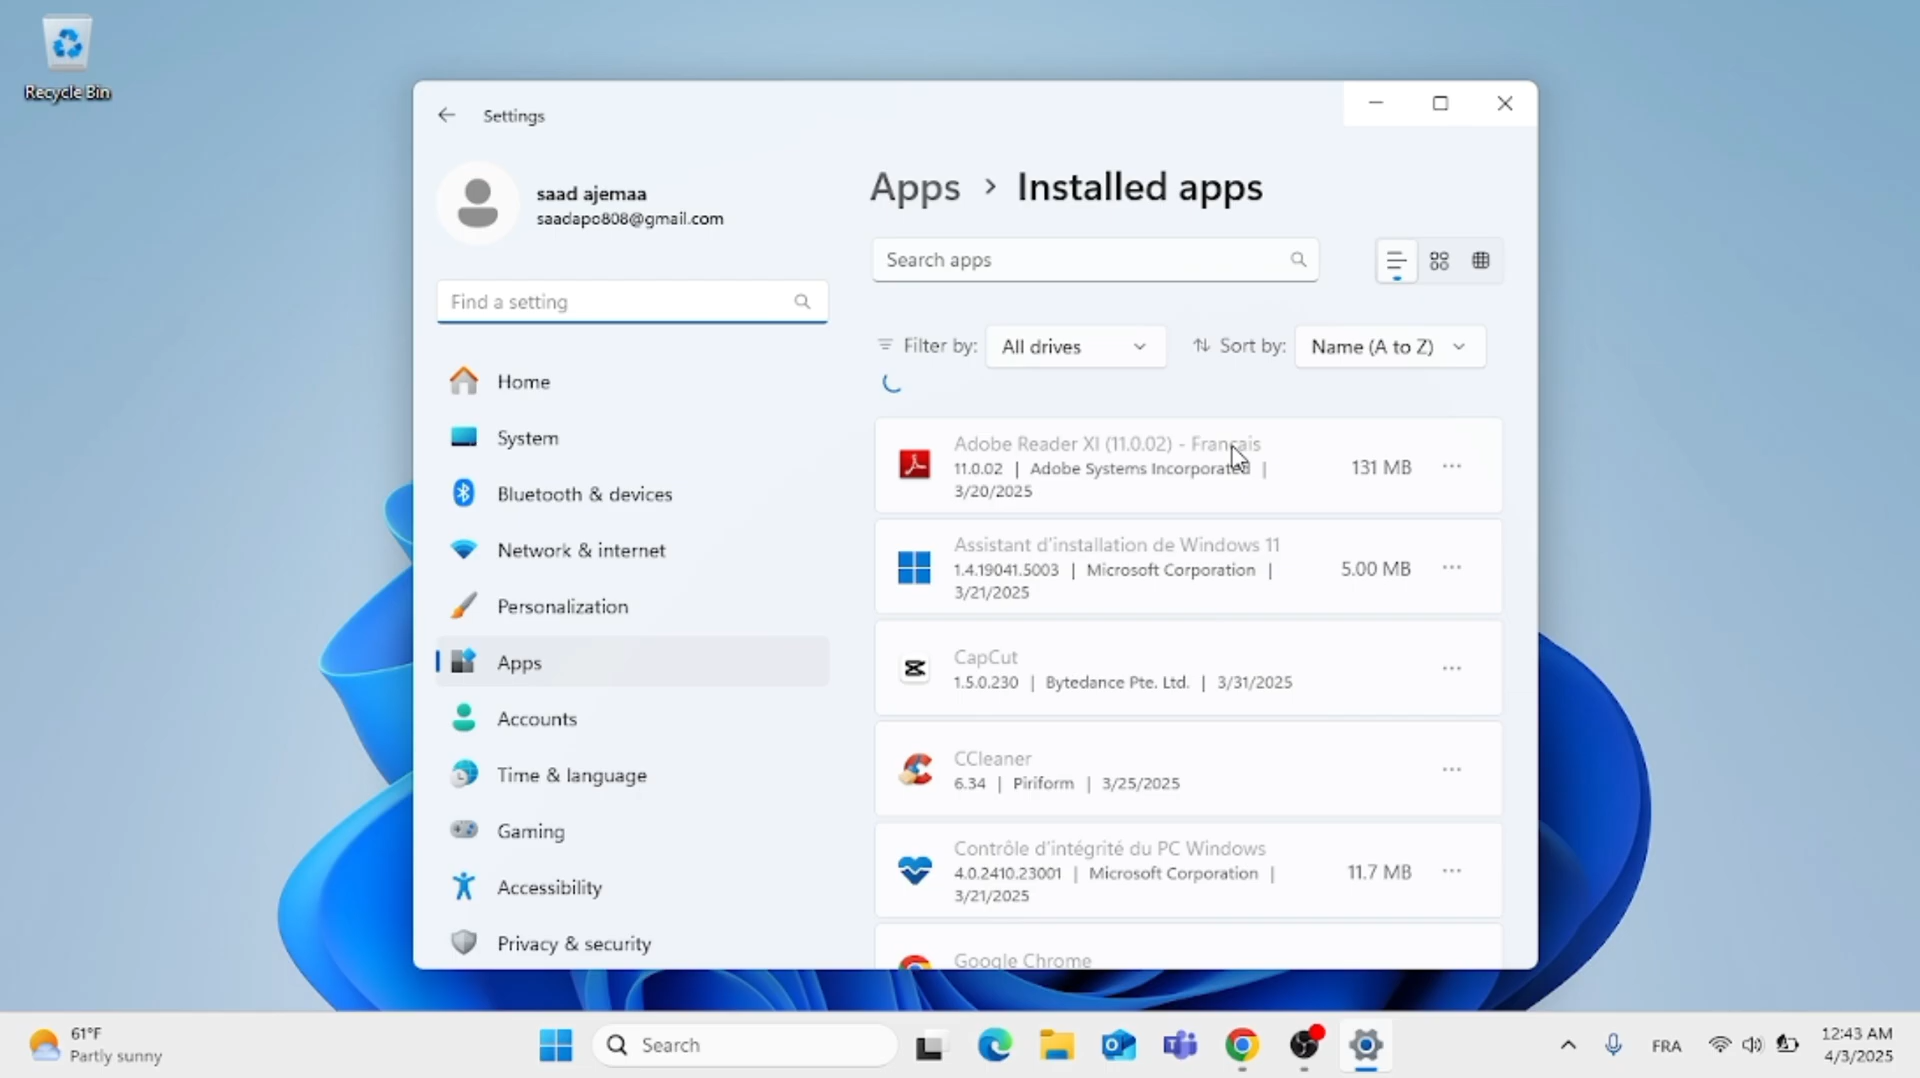 Recycle Bin
Settings
saad ajemaa
saadapo808@gmail.com
Find a setting
Home
System
Bluetooth & devices
Network & internet
Personalization
Apps
Accounts
Time & language
Gaming
Accessibility
Privacy & security
Apps > Installed apps
Search apps
Filter by: All drives
Sort by: Name (A to Z)
Adobe Reader XI (11.0.02) - Français
11.0.02 | Adobe Systems Incorporated |
3/20/2025
131 MB
Assistant d'installation de Windows 11
1.4.19041.5003 | Microsoft Corporation |
3/21/2025
5.00 MB
CapCut
1.5.0.230 | Bytedance Pte. Ltd. | 3/31/2025
CCleaner
6.34 | Piriform | 3/25/2025
Contrôle d'intégrité du PC Windows
4.0.2410.23001 | Microsoft Corporation |
3/21/2025
11.7 MB
Google Chrome
61°F
Partly sunny
Search
FRA
12:43 AM
4/3/2025